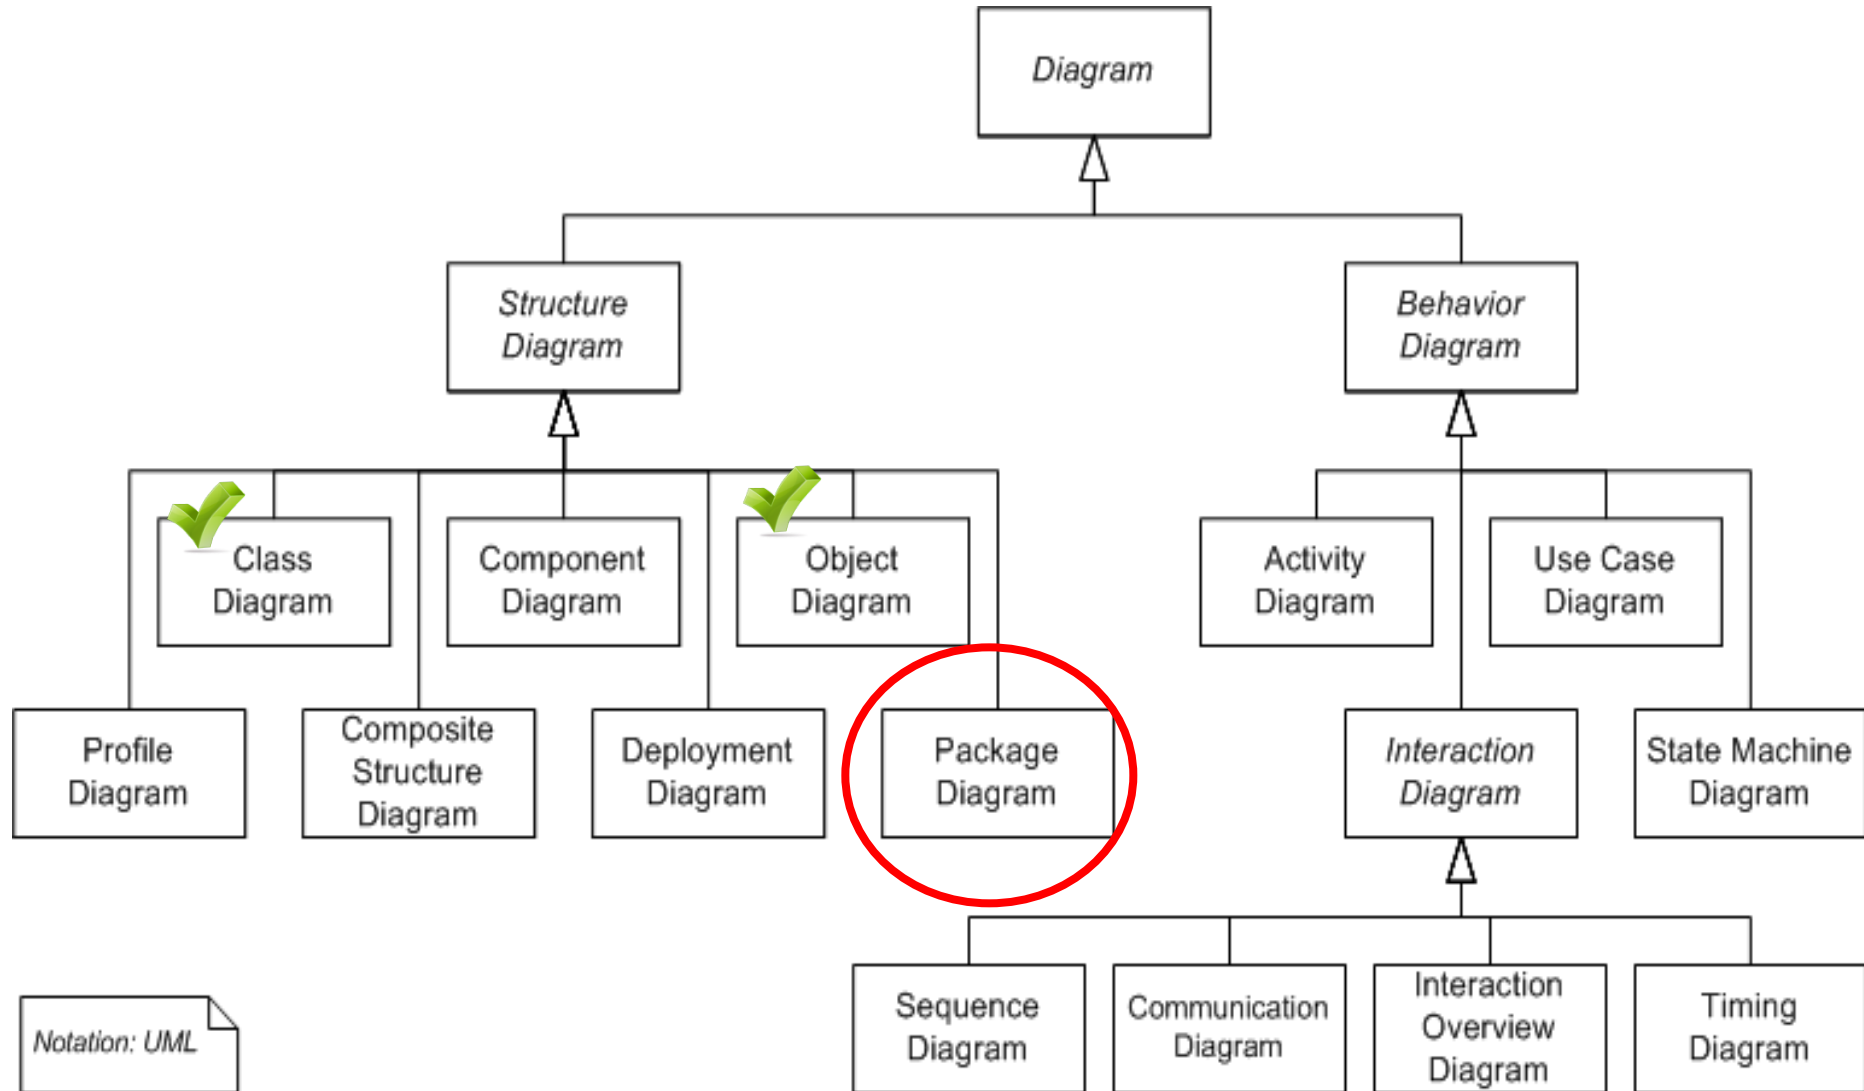 Diagram
Structure
Diagram
Behavior
Diagram
Class
Diagram
Component
Diagram
Object
Diagram
Activity
Diagram
Use Case
Diagram
Profile
Diagram
Composite
Structure
Diagram
Deployment
Diagram
Package
Diagram
Interaction
Diagram
State Machine
Diagram
Sequence
Diagram
Communication
Diagram
Interaction
Overview
Diagram
Timing
Diagram
Notation: UML